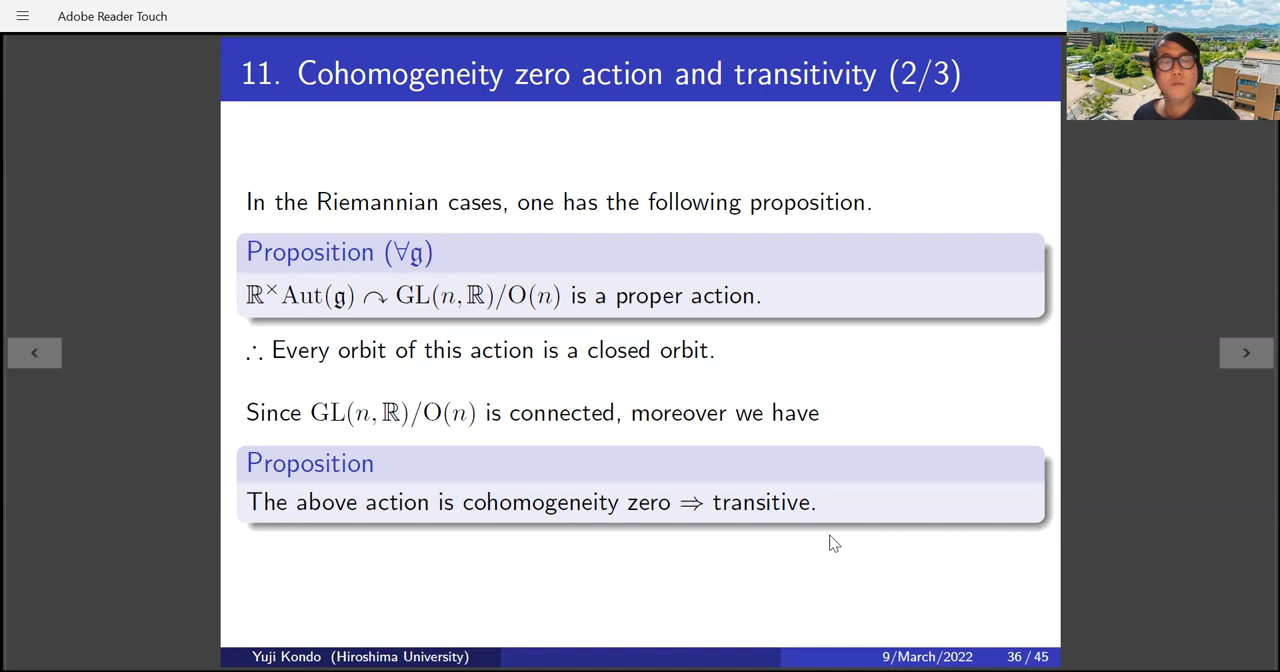 Adobe Reader Touch
11. Cohomogeneity zero action and transitivity (2/3)
In the Riemannian cases, one has the following proposition.
Proposition (∀𝔤)
ℝ×Aut(𝔤) ↷ GL(n, ℝ)/O(n) is a proper action.
∴ Every orbit of this action is a closed orbit.
Since GL(n, ℝ)/O(n) is connected, moreover we have
Proposition
The above action is cohomogeneity zero ⇒ transitive.
Yuji Kondo (Hiroshima University)
9/March/2022
36 / 45